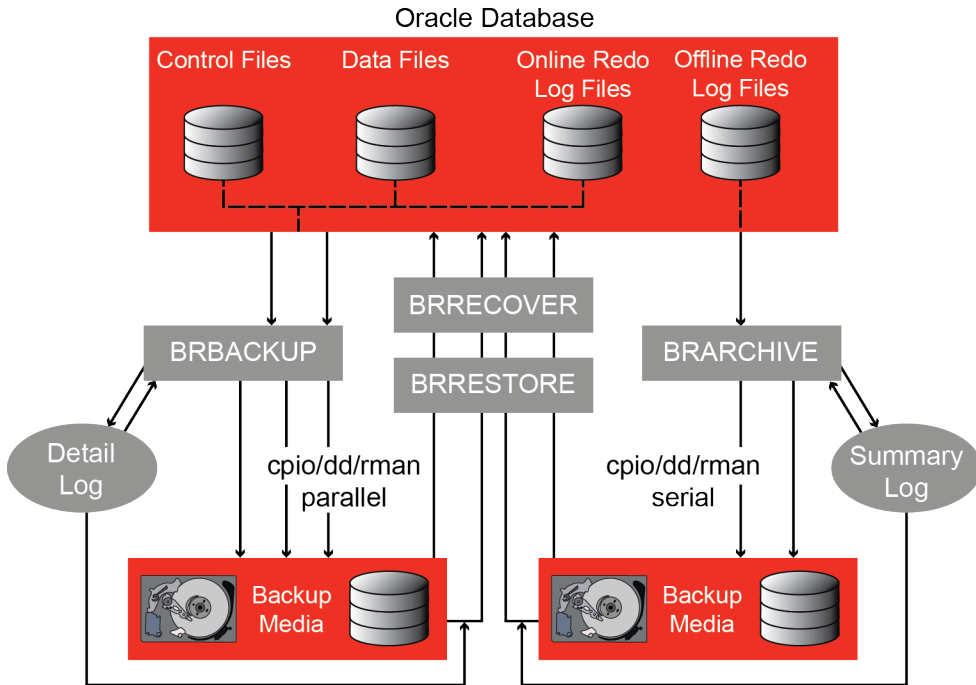 Oracle Database
Control Files
Data Files
Online Redo
Log Files
Offline Redo
Log Files
BRRECOVER
BRBACKUP
BRARCHIVE
BRRESTORE
Detail
Log
cpio/dd/rman
parallel
cpio/dd/rman
serial
Summary
Log
Backup
Media
Backup
Media